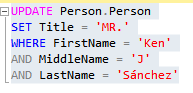 UPDATE Person.Person
SET Title = 'MR.'
WHERE FirstName = 'Ken'
AND MiddleName = 'J'
AND LastName = 'Sánchez'